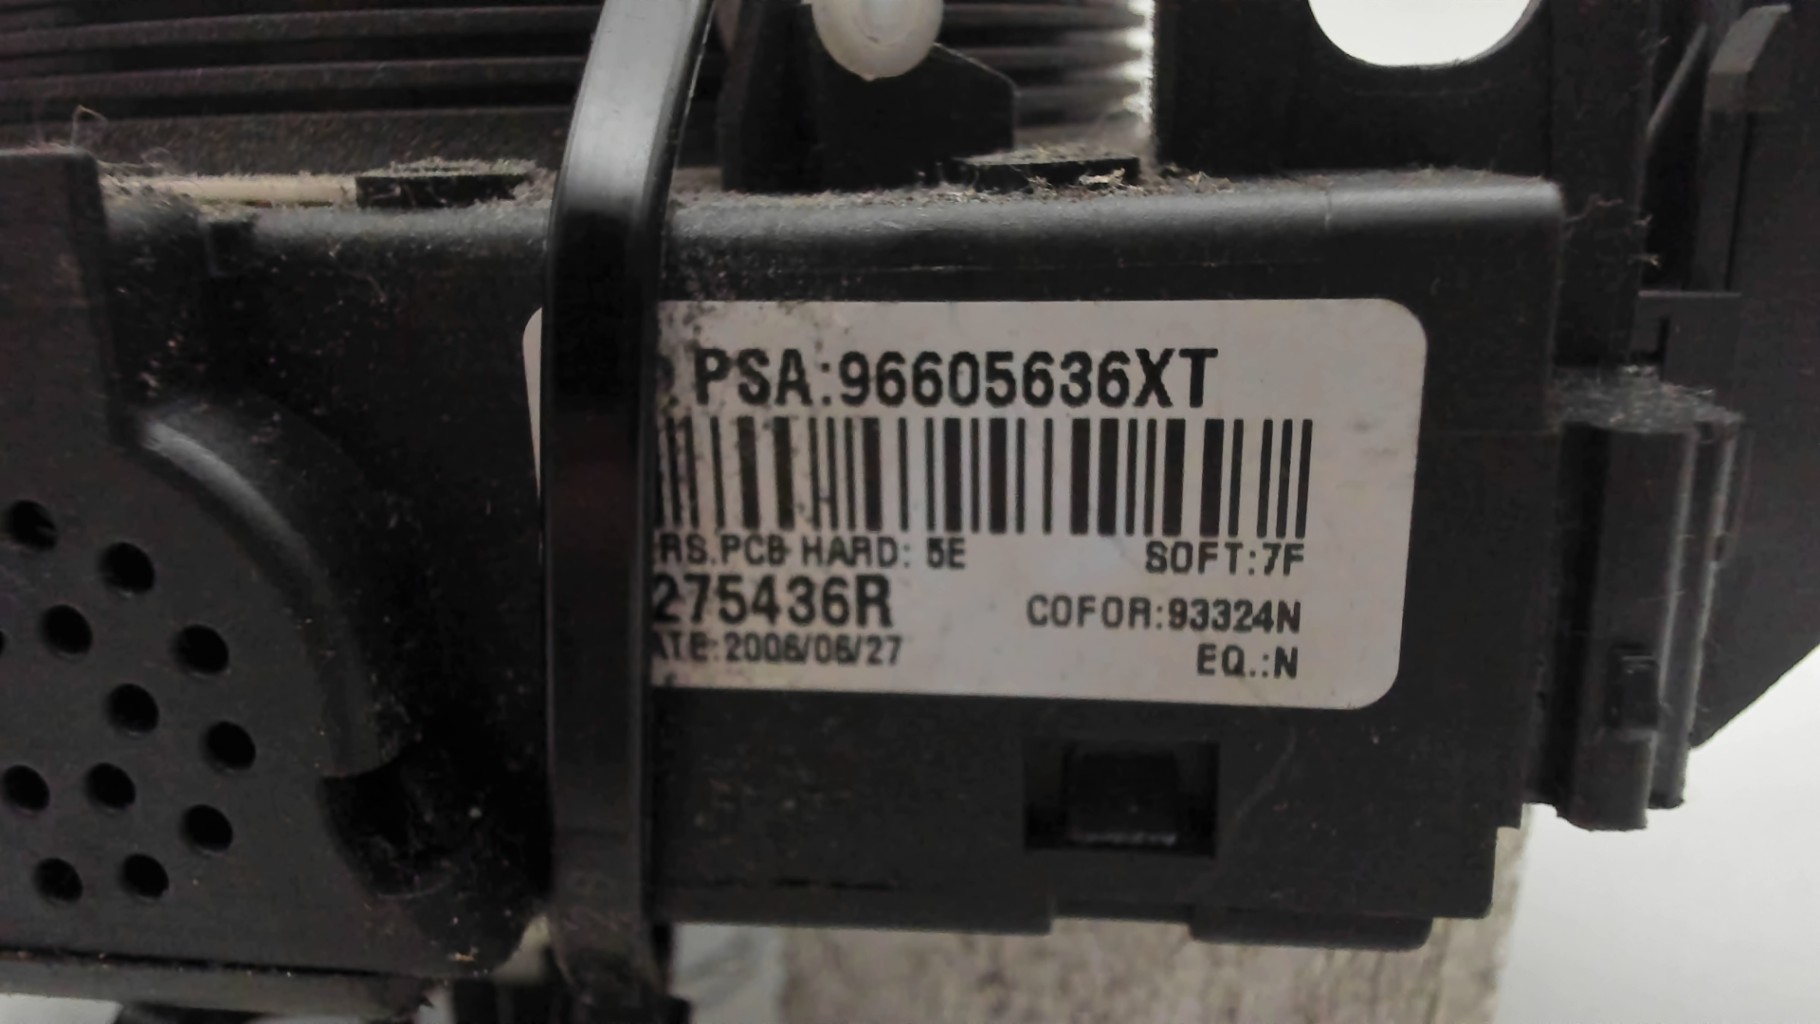 PSA:96605636XT
RS.PCB HARD: 5E SOFT:7F
275436R COFOR:93324N
ATE:2006/06/27 EQ.:N